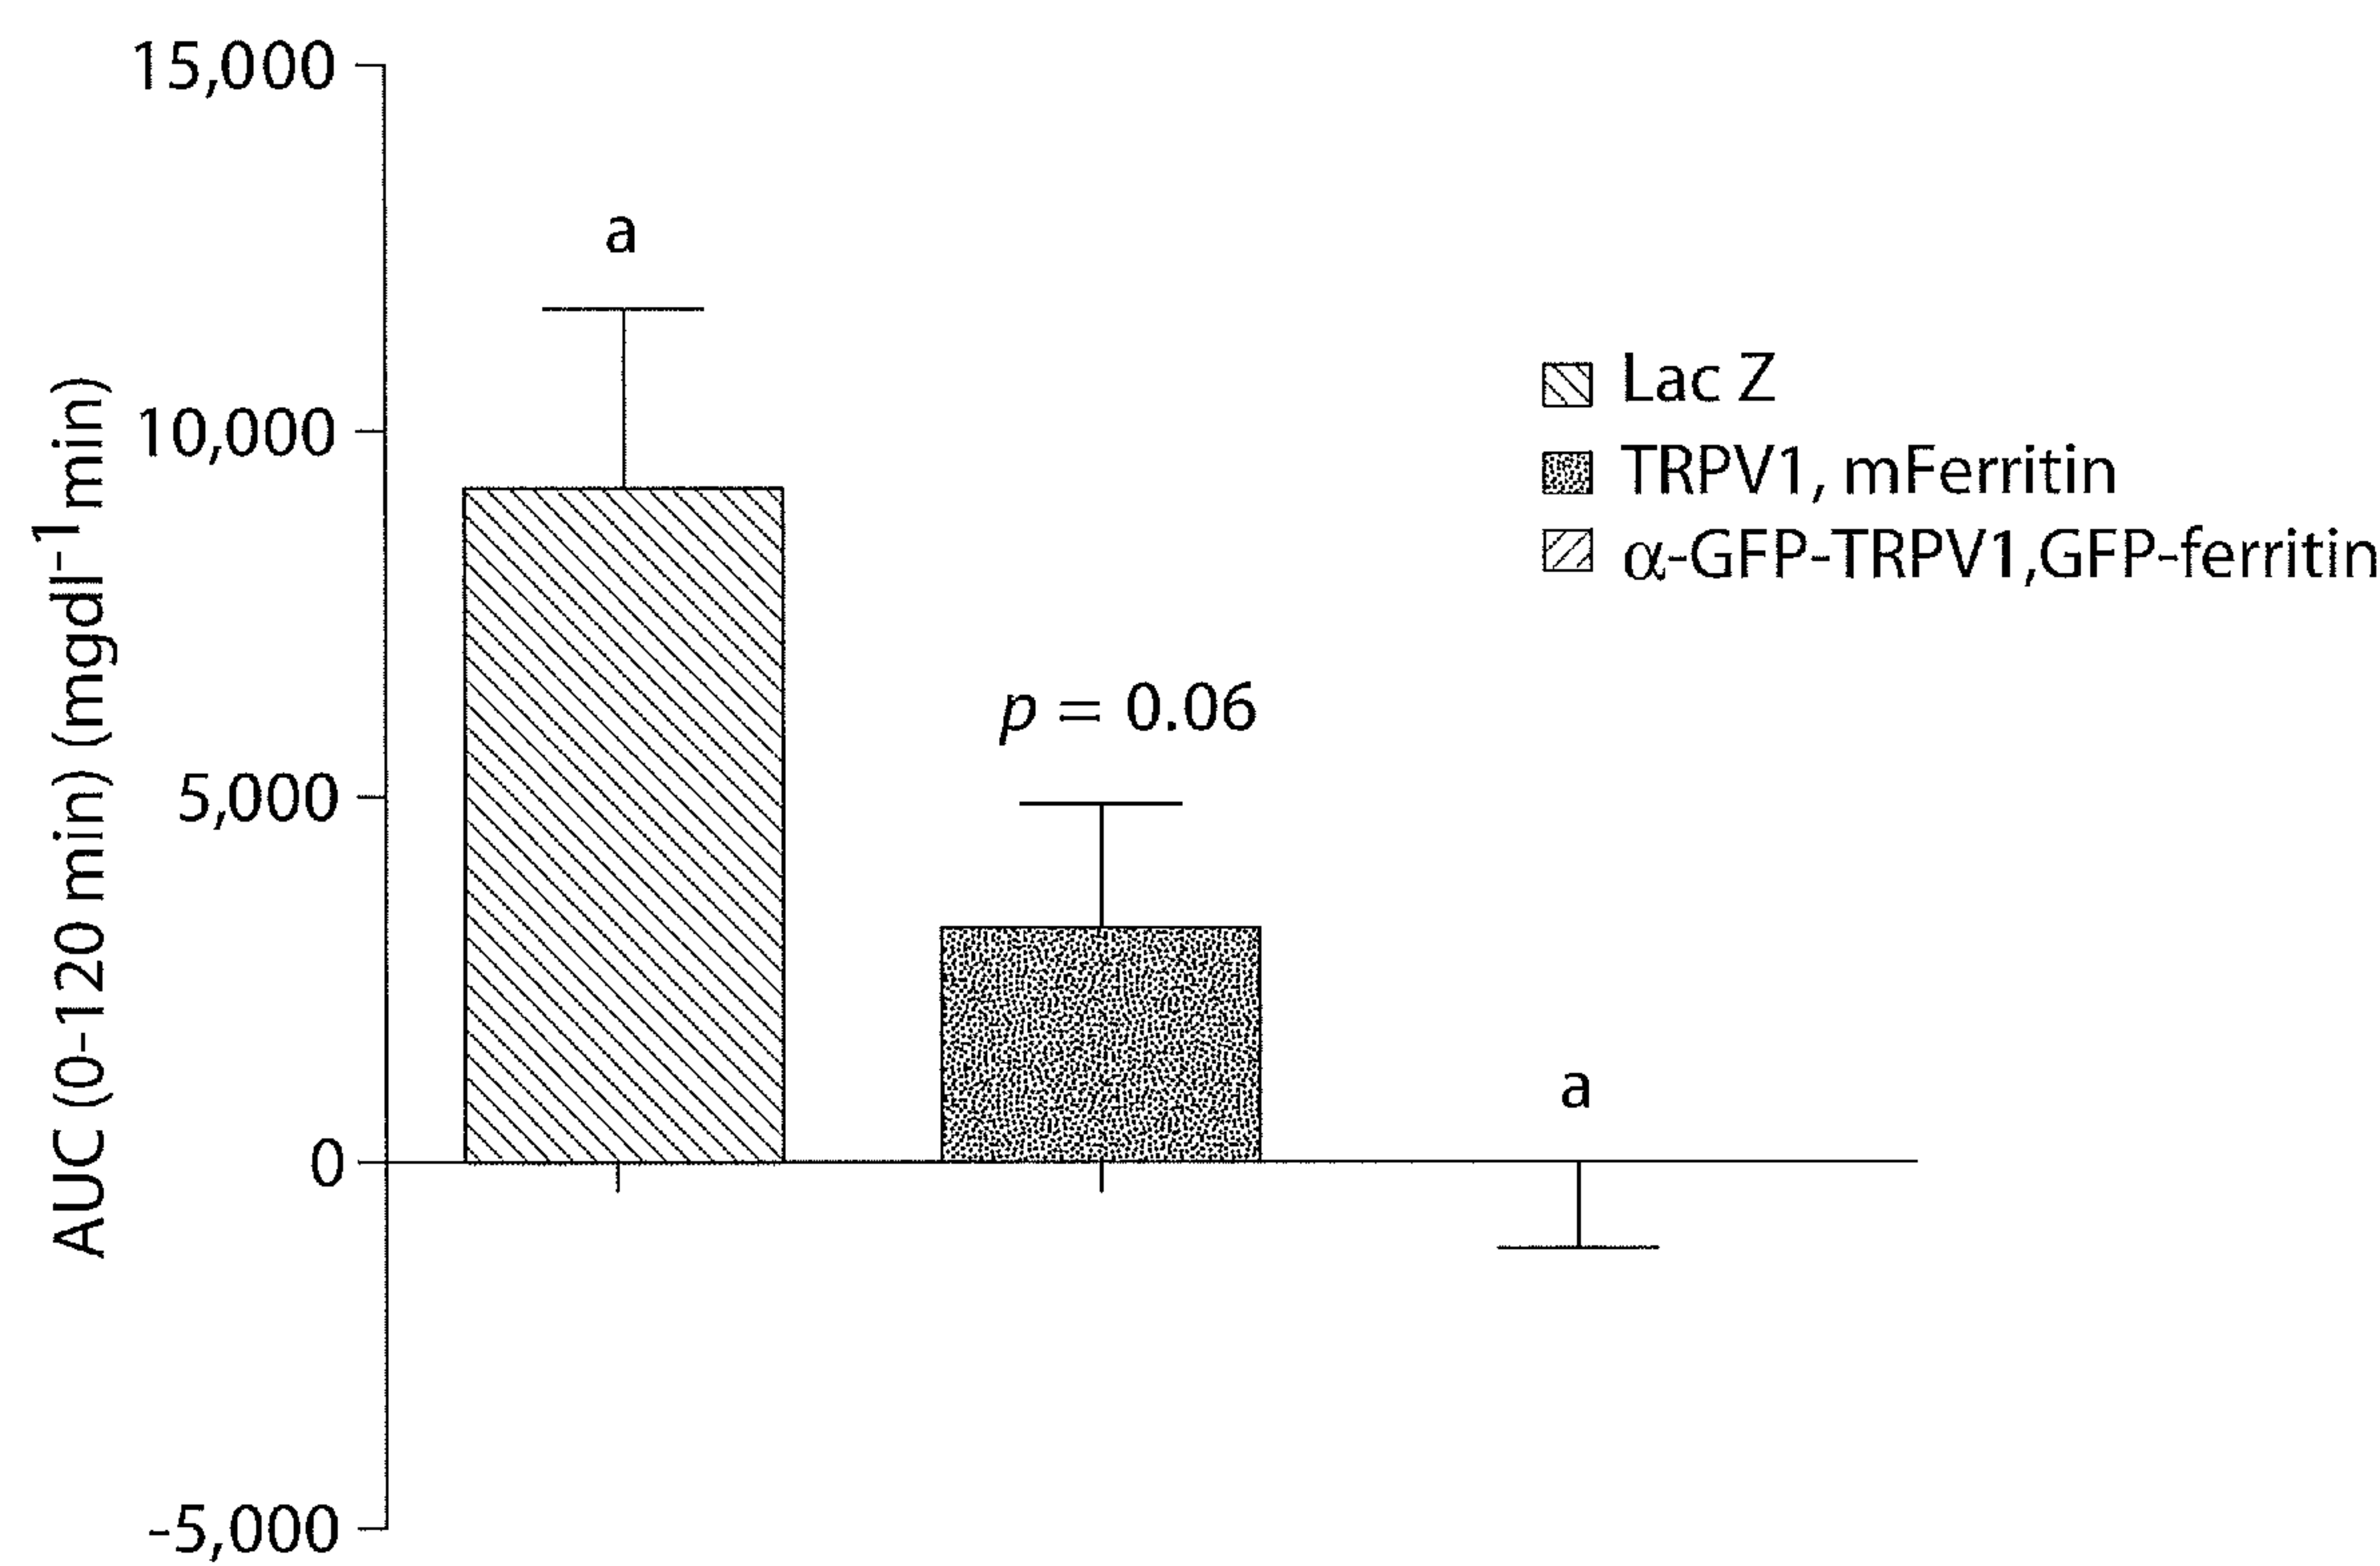 15,000
a
10,000
Lac Z
TRPV1, mFerritin
α-GFP-TRPV1,GFP-ferritin
p = 0.06
5,000
a
0
-5,000
AUC (0-120 min) (mgdl-1min)